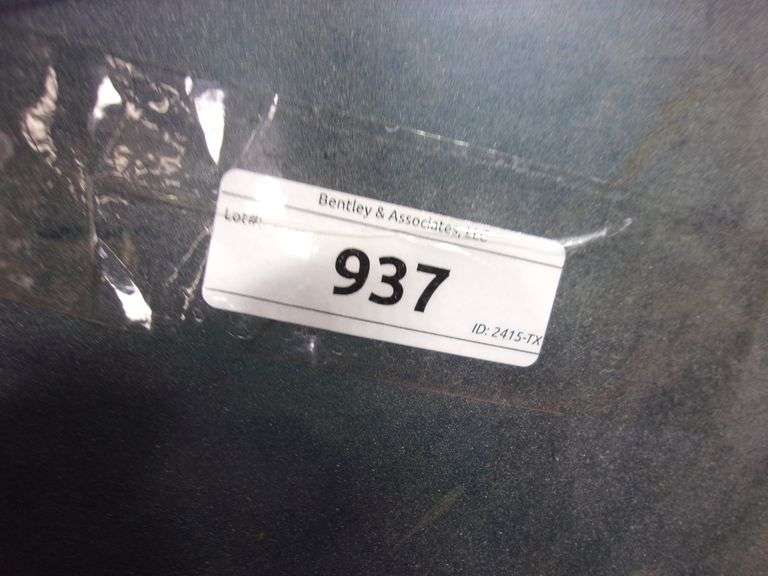 Bentley & Associates, LLC
Lot#:
937
ID: 2415-TX